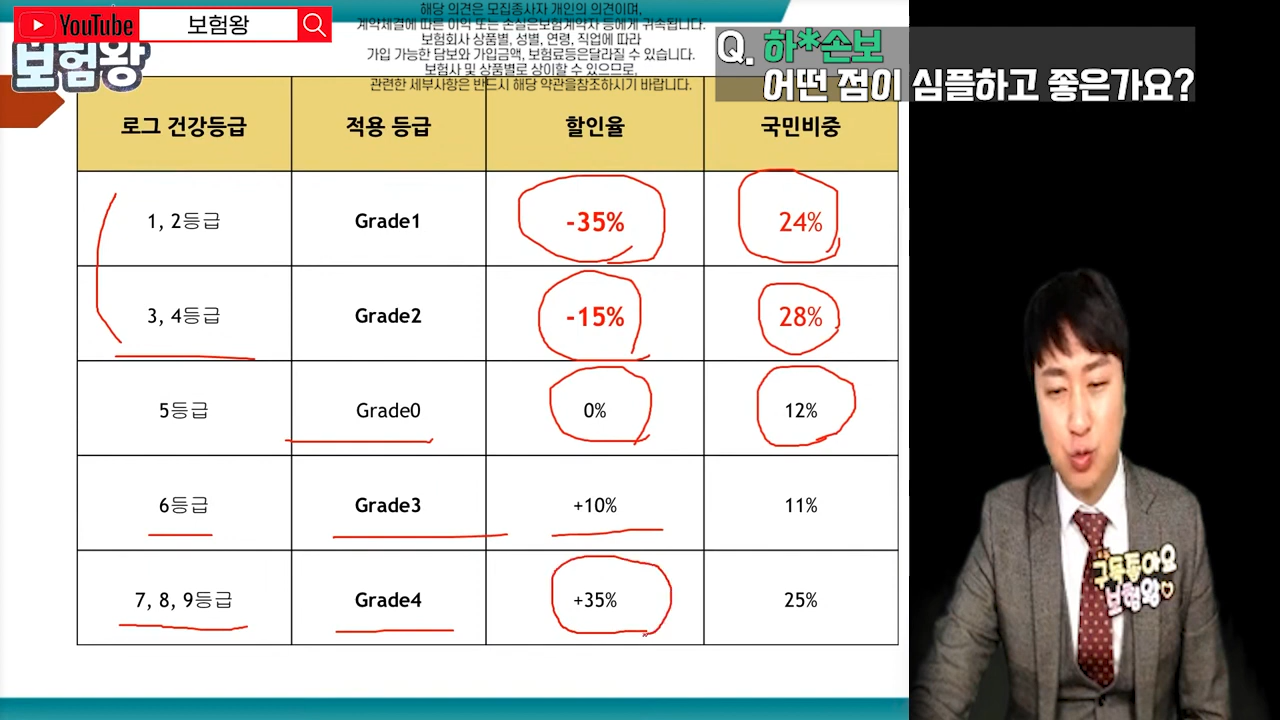 YouTube
보험왕
보험왕
해당 의견은 모집종사자 개인의 의견이며,
계약체결에 따른 이익 또는 손실은보험계약자 등에게 귀속됩니다.
보험회사 상품별, 성별, 연령, 직업에 따라
가입 가능한 담보와 가입금액, 보험료등은달라질 수 있습니다.
보험사 및 상품별로 상이할 수 있으므로,
관련한 세부사항은 반드시 해당 약관을참조하시기 바랍니다.
Q. 하*손보
어떤 점이 심플하고 좋은가요?
로그 건강등급 적용 등급 할인율 국민비중
1, 2등급 Grade1 -35% 24%
3, 4등급 Grade2 -15% 28%
5등급 Grade0 0% 12%
6등급 Grade3 +10% 11%
7, 8, 9등급 Grade4 +35% 25%
구독좋아요
보험왕♡